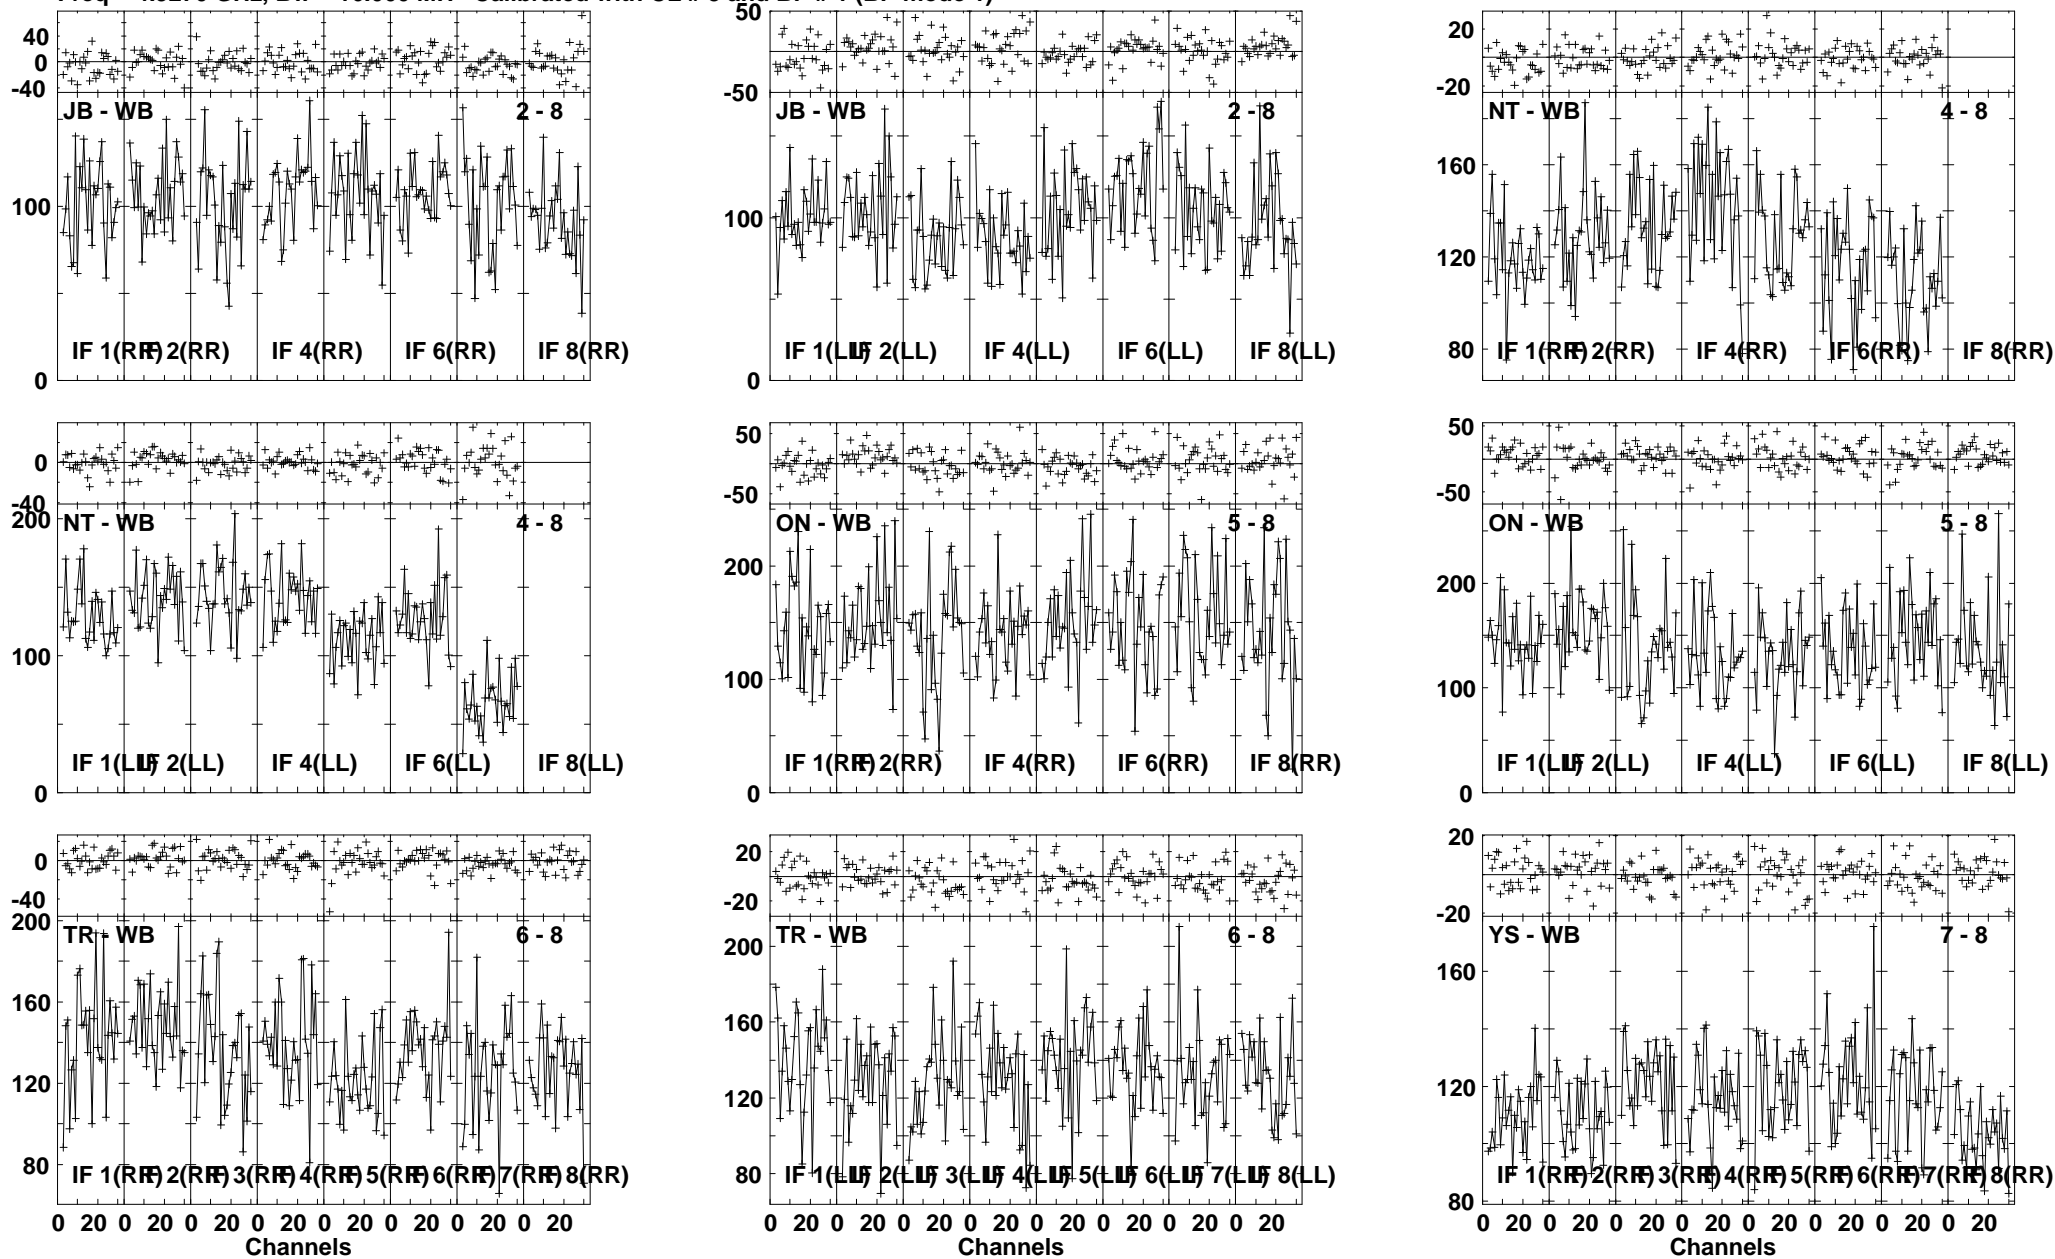 50
40
0
-40
JB - WB 2 - 8
100
IF 1(RR) IF 2(RR) IF 4(RR) IF 6(RR) IF 8(RR)
0
-50
JB - WB 2 - 8
100
IF 1(LL) IF 2(LL) IF 4(LL) IF 6(LL) IF 8(LL)
0
20
-20
NT - WB 4 - 8
160
120
80
IF 1(RR) IF 2(RR) IF 4(RR) IF 6(RR) IF 8(RR)
0
-40
200
NT - WB 4 - 8
100
IF 1(LL) IF 2(LL) IF 4(LL) IF 6(LL) IF 8(LL)
0
50
-50
ON - WB 5 - 8
200
100
IF 1(RR) IF 2(RR) IF 4(RR) IF 6(RR) IF 8(RR)
0
50
-50
ON - WB 5 - 8
200
100
IF 1(LL) IF 2(LL) IF 4(LL) IF 6(LL) IF 8(LL)
0
0
-40
200
TR - WB 6 - 8
160
120
80
IF 1(RR) IF 2(RR) IF 3(RR) IF 4(RR) IF 5(RR) IF 6(RR) IF 7(RR) IF 8(RR)
0 20 0 20 0 20 0 20 0 20 0 20 0 20 0 20
Channels
20
-20
TR - WB 6 - 8
200
160
120
80
IF 1(LL) IF 2(LL) IF 3(LL) IF 4(LL) IF 5(LL) IF 6(LL) IF 7(LL) IF 8(LL)
0 20 0 20 0 20 0 20 0 20 0 20 0 20 0 20
Channels
20
-20
YS - WB 7 - 8
160
120
80
IF 1(RR) IF 2(RR) IF 3(RR) IF 4(RR) IF 5(RR) IF 6(RR) IF 7(RR) IF 8(RR)
0 20 0 20 0 20 0 20 0 20 0 20 0 20 0 20
Channels